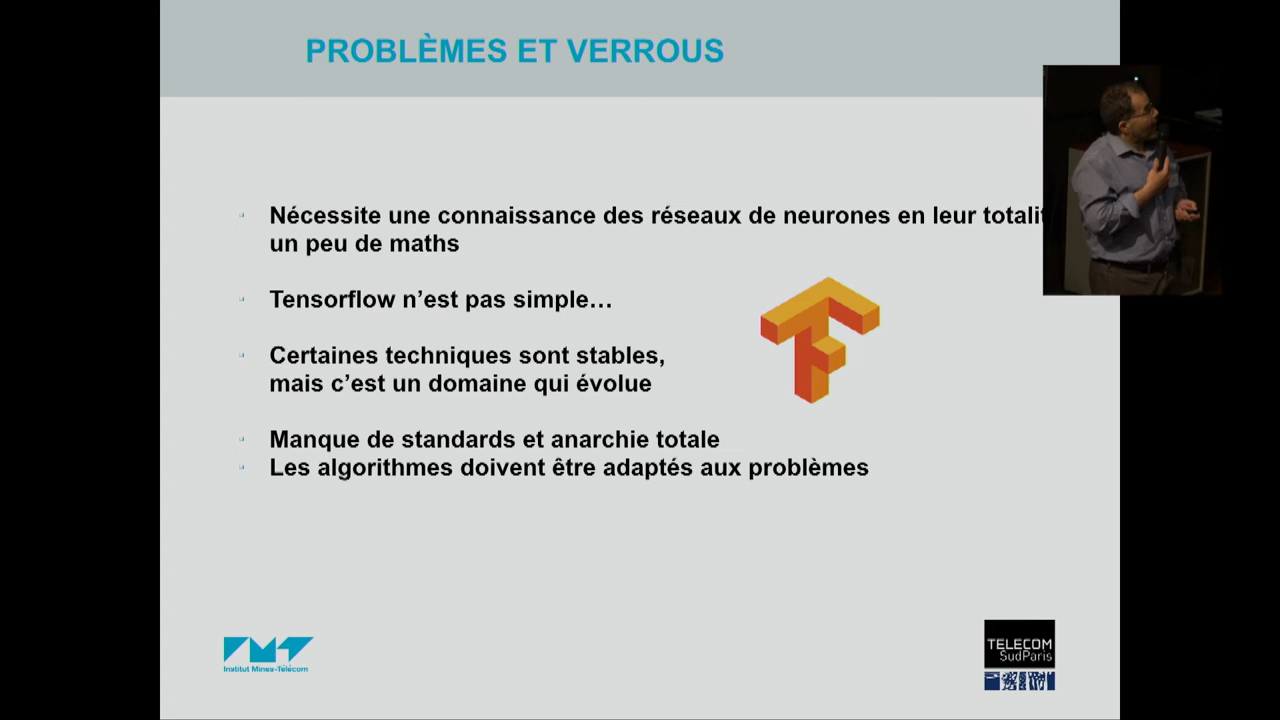 PROBLÈMES ET VERROUS
Nécessite une connaissance des réseaux de neurones en leur
un peu de maths
Tensorflow n’est pas simple…
Certaines techniques sont stables,
mais c’est un domaine qui évolue
Manque de standards et anarchie totale
Les algorithmes doivent être adaptés aux problèmes
Institut Mines-Télécom
TELECOM
SudParis